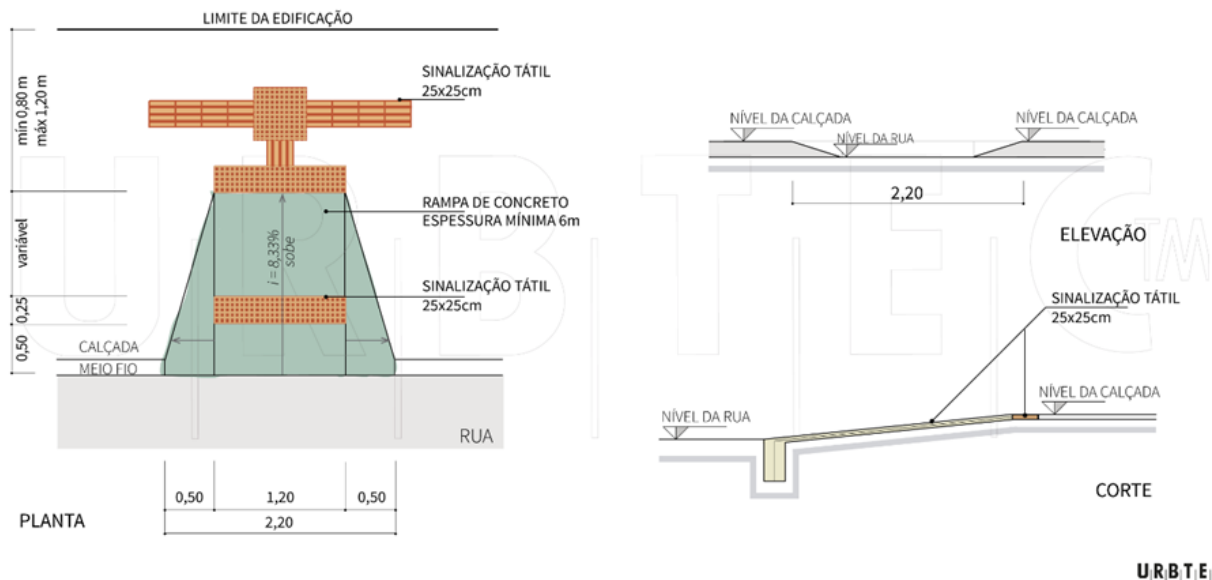 LIMITE DA EDIFICAÇÃO
mín 0,80 m
máx 1,20 m
SINALIZAÇÃO TÁTIL
25x25cm
RAMPA DE CONCRETO
ESPESSURA MÍNIMA 6m
variável
i = 8,33%
sobe
SINALIZAÇÃO TÁTIL
25x25cm
0,25
0,50
CALÇADA
MEIO FIO
RUA
0,50
1,20
0,50
2,20
PLANTA
NÍVEL DA CALÇADA
NÍVEL DA RUA
NÍVEL DA CALÇADA
2,20
ELEVAÇÃO
SINALIZAÇÃO TÁTIL
25x25cm
NÍVEL DA RUA
NÍVEL DA CALÇADA
CORTE
URBTEC TM
URBTE